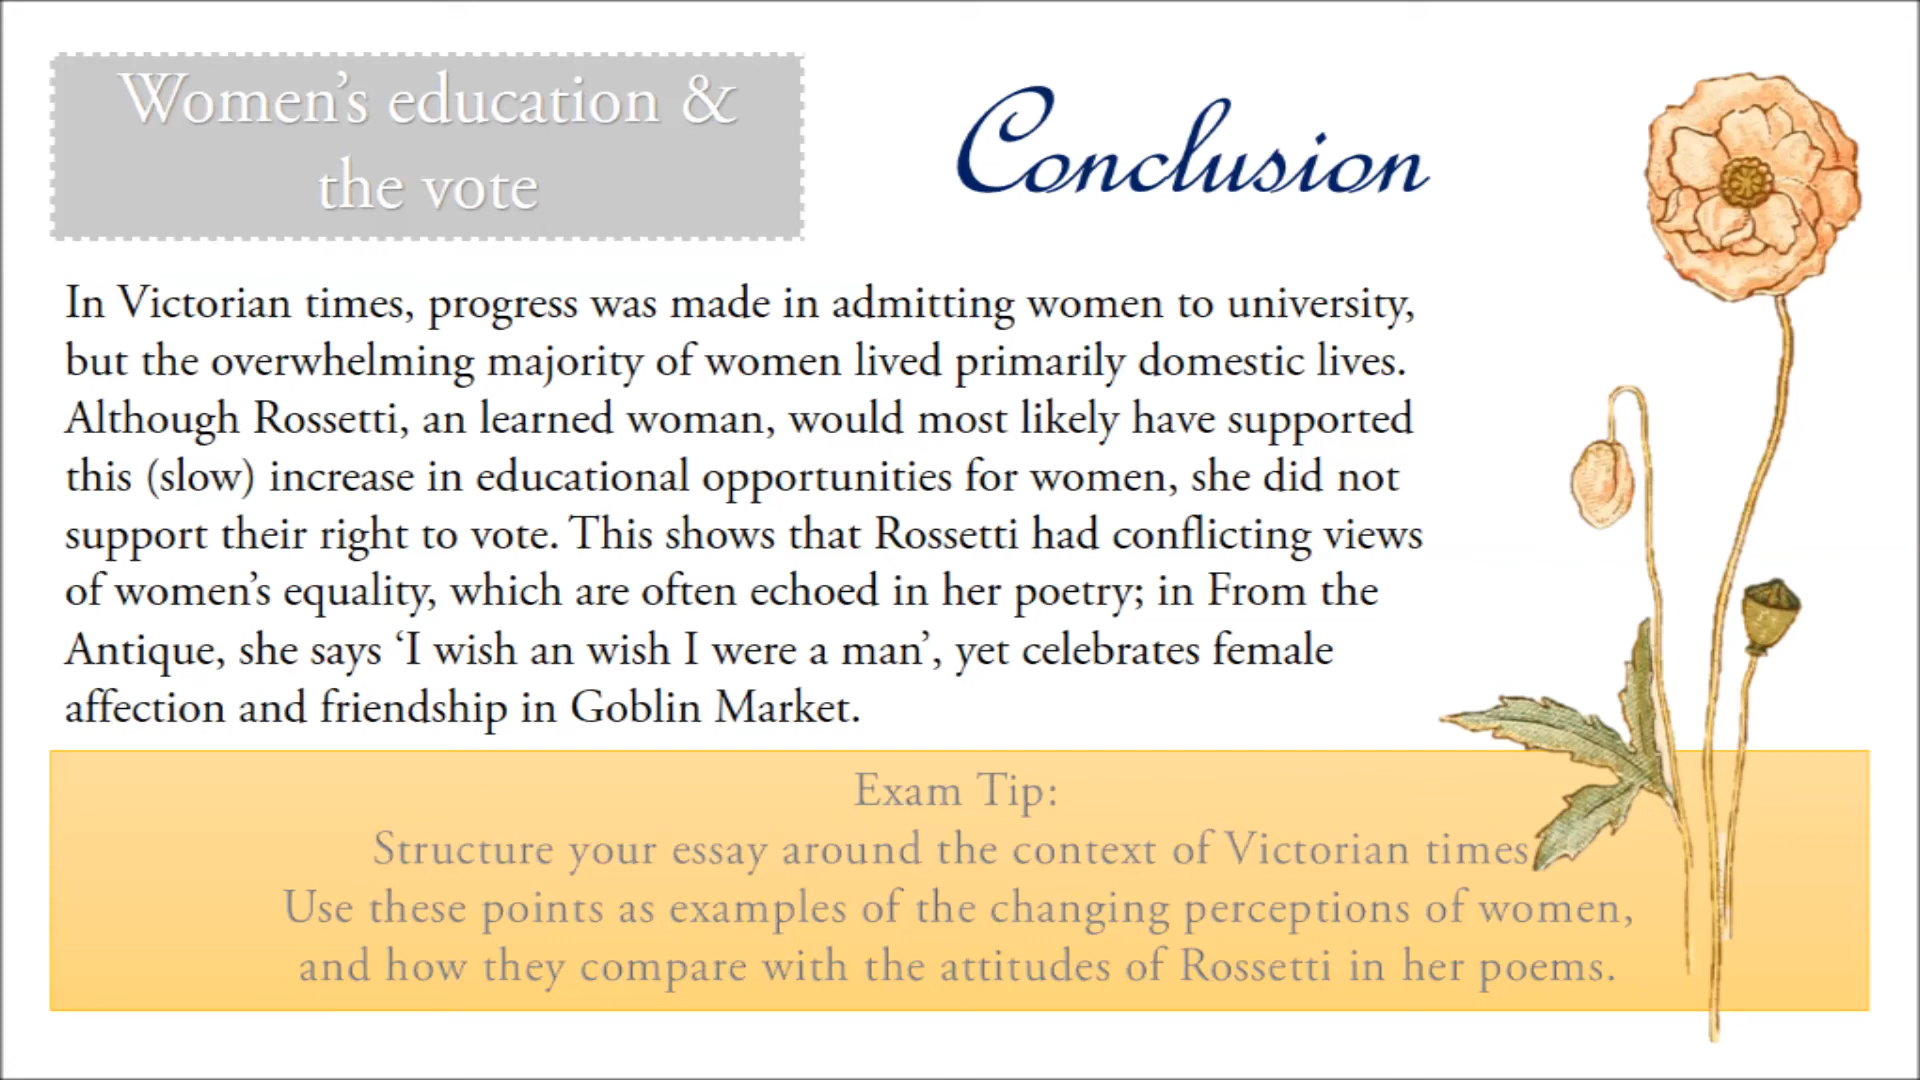 Women’s education &
the vote
Conclusion
In Victorian times, progress was made in admitting women to university,
but the overwhelming majority of women lived primarily domestic lives.
Although Rossetti, an learned woman, would most likely have supported
this (slow) increase in educational opportunities for women, she did not
support their right to vote. This shows that Rossetti had conflicting views
of women’s equality, which are often echoed in her poetry; in From the
Antique, she says ‘I wish an wish I were a man’, yet celebrates female
affection and friendship in Goblin Market.
Exam Tip:
Structure your essay around the context of Victorian times
Use these points as examples of the changing perceptions of women,
and how they compare with the attitudes of Rossetti in her poems.